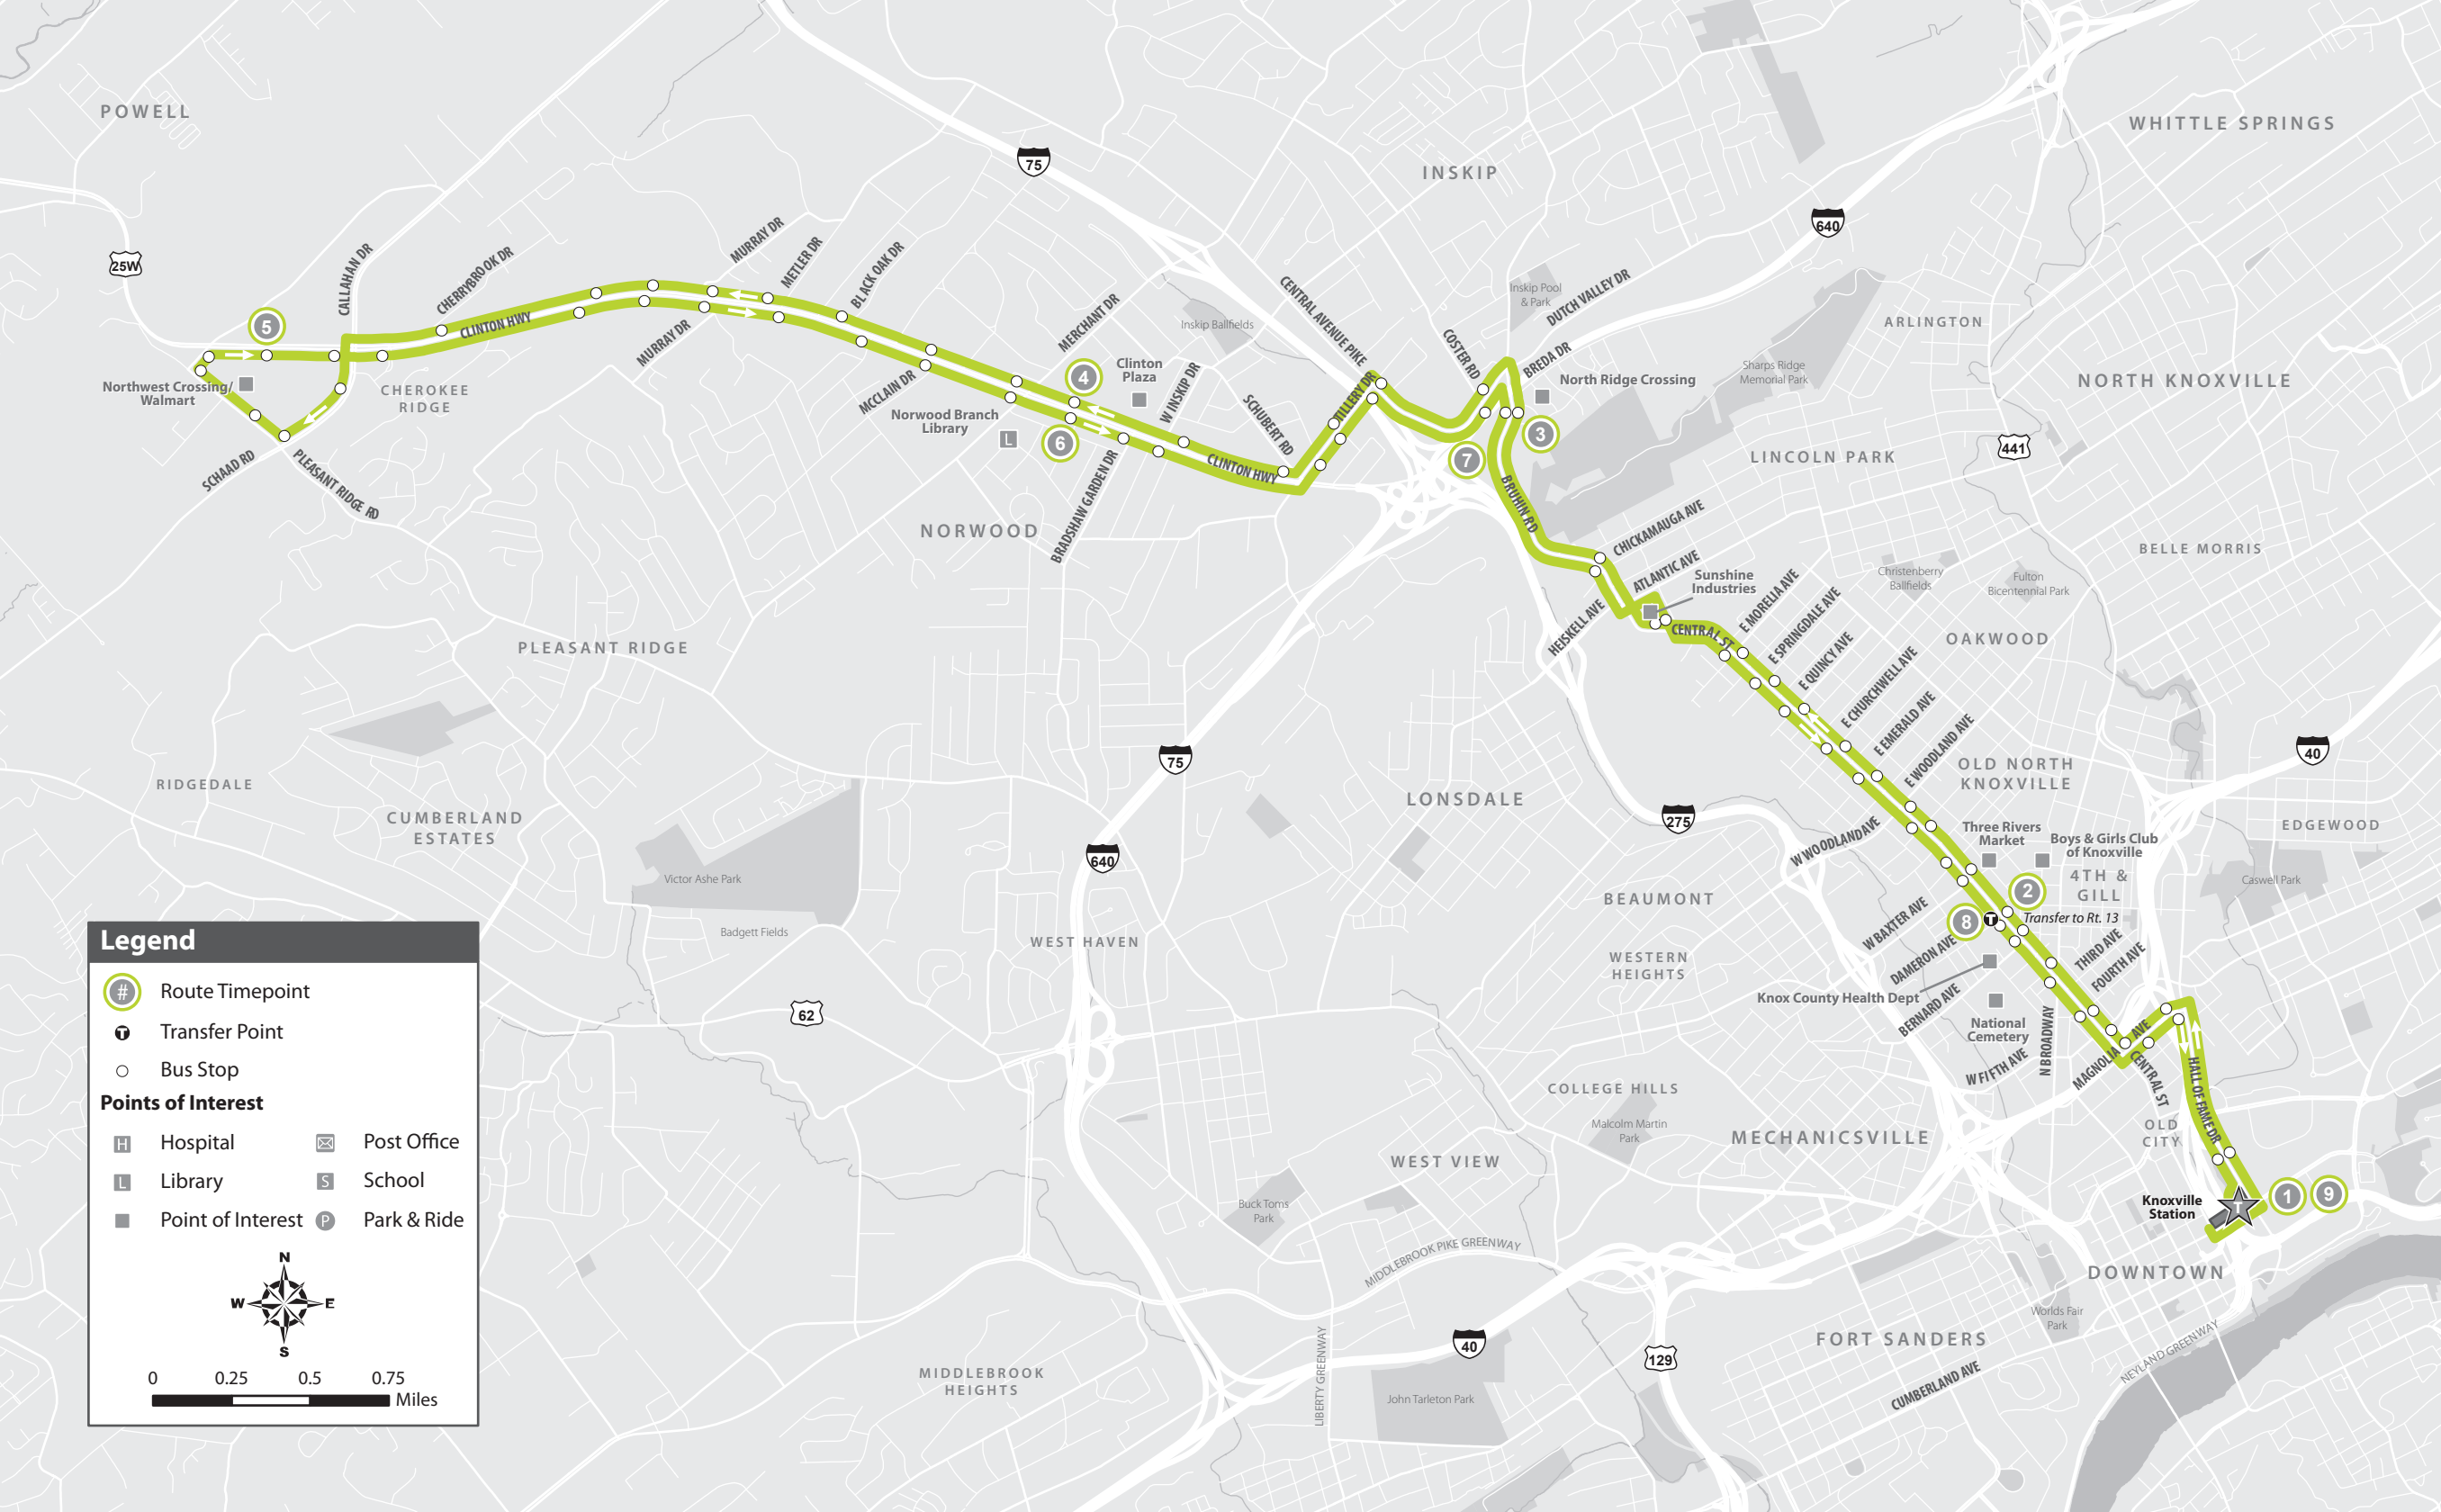 POWELL
WHITTLE SPRINGS
75
INSKIP
640
25W
CALLAHAN DR
CHERRYBROOK DR
MURRAY DR
METLER DR
BLACK OAK DR
CENTRAL AVENUE PIKE
Inskip Pool
& Park
DUTCH VALLEY DR
ARLINGTON
5
CLINTON HWY
MURRAY DR
MERCHANT DR
Inskip Ballfields
COSTER RD
BREDA DR
Sharps Ridge
Memorial Park
NORTH KNOXVILLE
Northwest Crossing/
Walmart
CHEROKEE
RIDGE
MCCLAIN DR
4
Clinton
Plaza
W INSKIP DR
TILLERY DR
North Ridge Crossing
Norwood Branch
Library
L
6
SCHUBERT RD
3
7
441
LINCOLN PARK
SCHAAD RD
PLEASANT RIDGE RD
CLINTON HWY
BRADSHAW GARDEN DR
BRUHIN RD
NORWOOD
CHICKAMAUGA AVE
BELLE MORRIS
ATLANTIC AVE
Sunshine
Industries
Christenberry
Ballfields
Fulton
Bicentennial Park
HEISKELL AVE
CENTRAL ST
E MORELIA AVE
E SPRINGDALE AVE
E QUINCY AVE
OAKWOOD
PLEASANT RIDGE
E CHURCHWELL AVE
E EMERALD AVE
E WOODLAND AVE
75
40
OLD NORTH
KNOXVILLE
RIDGEDALE
CUMBERLAND
ESTATES
LONSDALE
275
W WOODLAND AVE
Three Rivers
Market
Boys & Girls Club
of Knoxville
EDGEWOOD
640
Victor Ashe Park
4TH &
GILL
Caswell Park
BEAUMONT
2
8
T
Transfer to Rt. 13
W BAXTER AVE
Badgett Fields
WEST HAVEN
DAMERON AVE
THIRD AVE
FOURTH AVE
WESTERN
HEIGHTS
Knox County Health Dept
BERNARD AVE
National
Cemetery
62
W FIFTH AVE
N BROADWAY
MAGNOLIA AVE
CENTRAL ST
HALL OF FAME DR
COLLEGE HILLS
Malcolm Martin
Park
MECHANICSVILLE
OLD
CITY
WEST VIEW
Buck Toms
Park
Knoxville
Station
T
1
9
MIDDLEBROOK PIKE GREENWAY
DOWNTOWN
Worlds Fair
Park
LIBERTY GREENWAY
40
129
FORT SANDERS
NEYLAND GREENWAY
CUMBERLAND AVE
MIDDLEBROOK
HEIGHTS
John Tarleton Park
Legend
# Route Timepoint
T Transfer Point
Bus Stop
Points of Interest
H Hospital
Post Office
L Library
S School
Point of Interest
P Park & Ride
N
W E
S
0 0.25 0.5 0.75
Miles